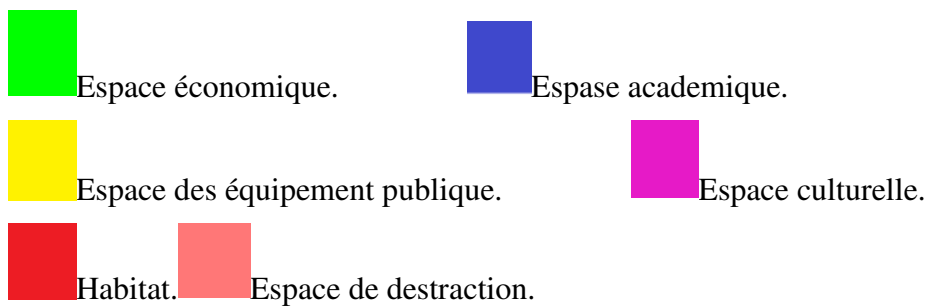 Espace économique. Espase academique.
Espace des équipement publique. Espace culturelle.
Habitat. Espace de destraction.